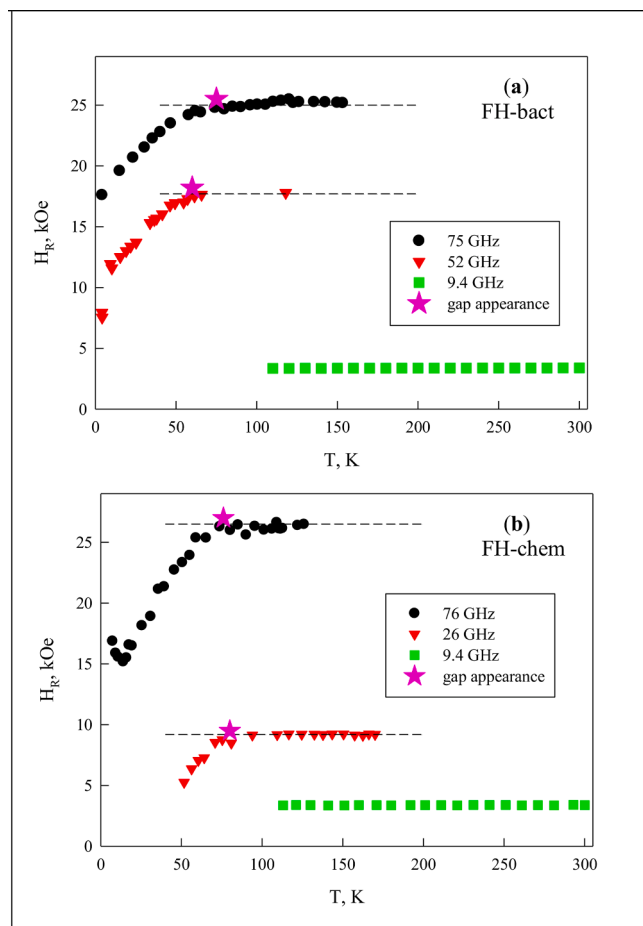 (a)
FH-bact
25
20
15
10
5
0
H_R, kOe
75 GHz
52 GHz
9.4 GHz
gap appearance
0 50 100 150 200 250 300
T, K
(b)
FH-chem
25
20
15
10
5
0
H_R, kOe
76 GHz
26 GHz
9.4 GHz
gap appearance
0 50 100 150 200 250 300
T, K